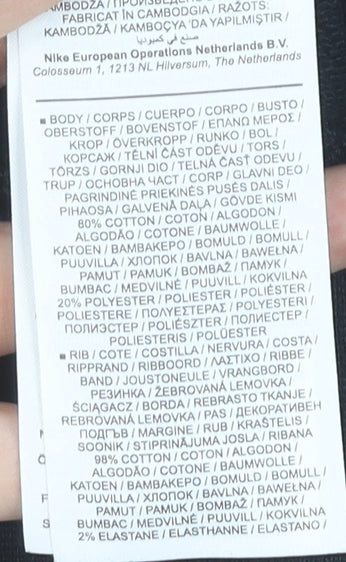 AMBODŽA / ПРОИЗВЕД
FABRICAT ÎN CAMBODGIA / RAŽOTS:
KAMBODŽĀ / KAMBOÇYA 'DA YAPILMIŞTIR /
صنع في كمبوديا
Nike European Operations Netherlands B.V.
Colosseum 1, 1213 NL Hilversum, The Netherlands
▪ BODY / CORPS / CUERPO / CORPO / BUSTO /
OBERSTOFF / BOVENSTOF / ΕΠΑΝΩ ΜΕΡΟΣ /
KROP / ÖVERKROPP / RUNKO / BOL /
КОРСАЖ / TĚLNÍ ČÁST ODĚVU / TORS /
TÖRZS / GORNJI DIO / TELNÁ ČASŤ ODEVU /
TRUP / ОСНОВНА ЧАСТ / CORP / GLAVNI DEO /
PAGRINDINĖ PRIEKINĖS PUSĖS DALIS /
PIHAOSA / GALVENĀ DAĻA / GÖVDE KISMI
80% COTTON / COTON / ALGODON /
ALGODÃO / COTONE / BAUMWOLLE /
KATOEN / ΒΑΜΒΑΚΕΡΟ / BOMULD / BOMULL /
PUUVILLA / ХЛОПОК / BAVLNA / BAWEŁNA /
PAMUT / PAMUK / BOMBAŽ / ПАМУК /
BUMBAC / MEDVILNĖ / PUUVILL / KOKVILNA
20% POLYESTER / POLIESTER / POLIÉSTER /
POLIESTERE / ΠΟΛΥΕΣΤΕΡΑΣ / POLYESTERI /
ПОЛИЭСТЕР / POLIÉSZTER / ПОЛИЕСТЕР /
POLIESTERIS / POLÜESTER
▪ RIB / COTE / COSTILLA / NERVURA / COSTA /
RIPPRAND / RIBBOORD / ΛΑΣΤΙΧΟ / RIBBE /
BAND / JOUSTONEULE / VRANGBORD /
РЕЗИНКА / ŽEBROVANÁ LEMOVKA /
ŚCIĄGACZ / BORDA / REBRASTO TKANJE /
REBROVANÁ LEMOVKA / PAS / ДЕКОРАТИВЕН
ПОДГЪВ / MARGINE / RUB / KRAŠTELIS /
SOONIK / STIPRINĀJUMA JOSLA / RIBANA
98% COTTON / COTON / ALGODON /
ALGODÃO / COTONE / BAUMWOLLE /
KATOEN / ΒΑΜΒΑΚΕΡΟ / BOMULD / BOMULL /
PUUVILLA / ХЛОПОК / BAVLNA / BAWEŁNA /
PAMUT / PAMUK / BOMBAŽ / ПАМУК /
BUMBAC / MEDVILNĖ / PUUVILL / KOKVILNA
2% ELASTANE / ELASTHANNE / ELASTANO /